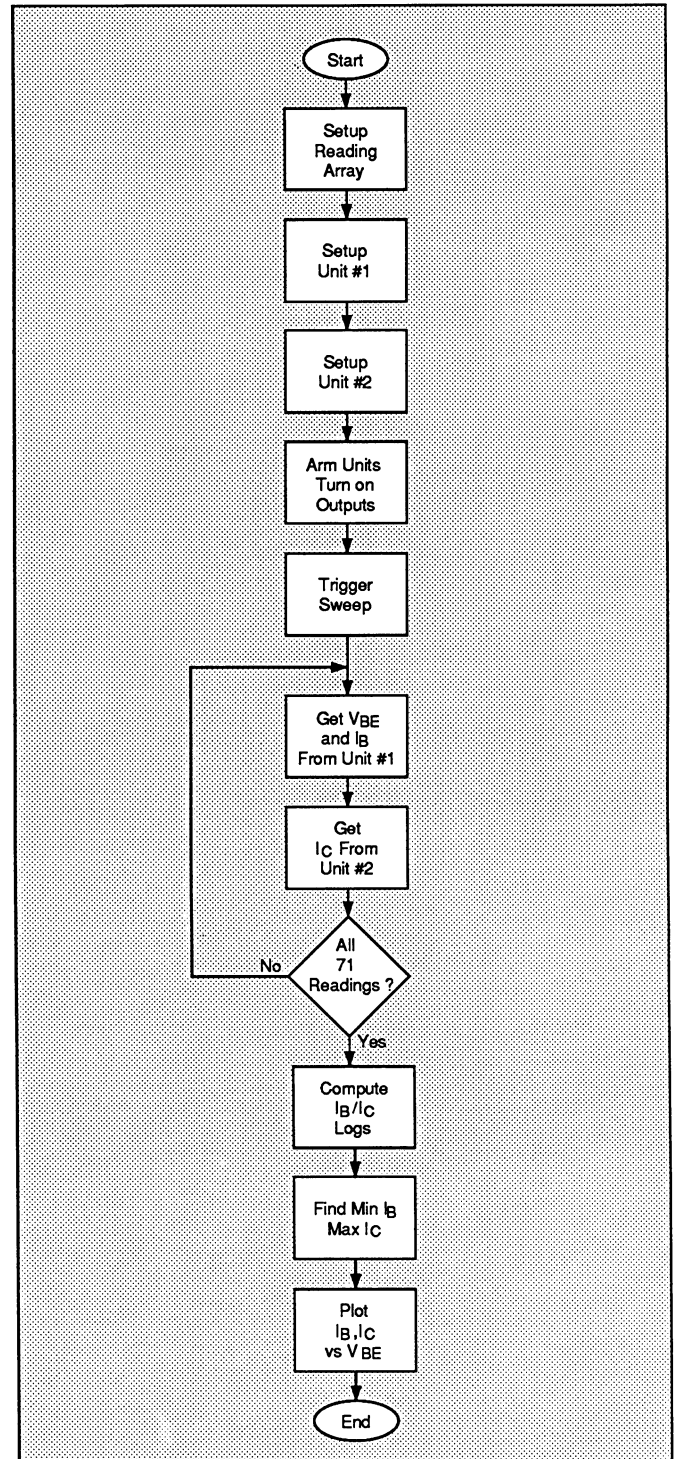 Start
Setup
Reading
Array
Setup
Unit #1
Setup
Unit #2
Arm Units
Turn on
Outputs
Trigger
Sweep
Get VBE
and IB
From Unit #1
Get
IC From
Unit #2
All
71
Readings ?
No
Yes
Compute
IB/IC
Logs
Find Min IB
Max IC
Plot
IB,IC
vs VBE
End